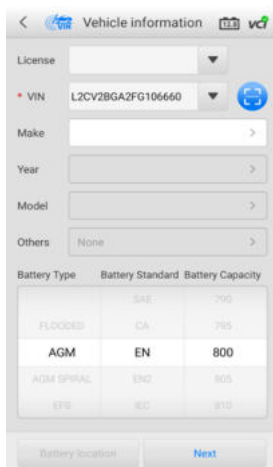 Vehicle information
vci
License
* VIN L2CV2BGA2FG106660
Make
Year
Model
Others None
Battery Type Battery Standard Battery Capacity
SAE 790
FLOODED CA 795
AGM EN 800
AGM SPIRAL EN2 805
EFB IEC 810
Battery location Next